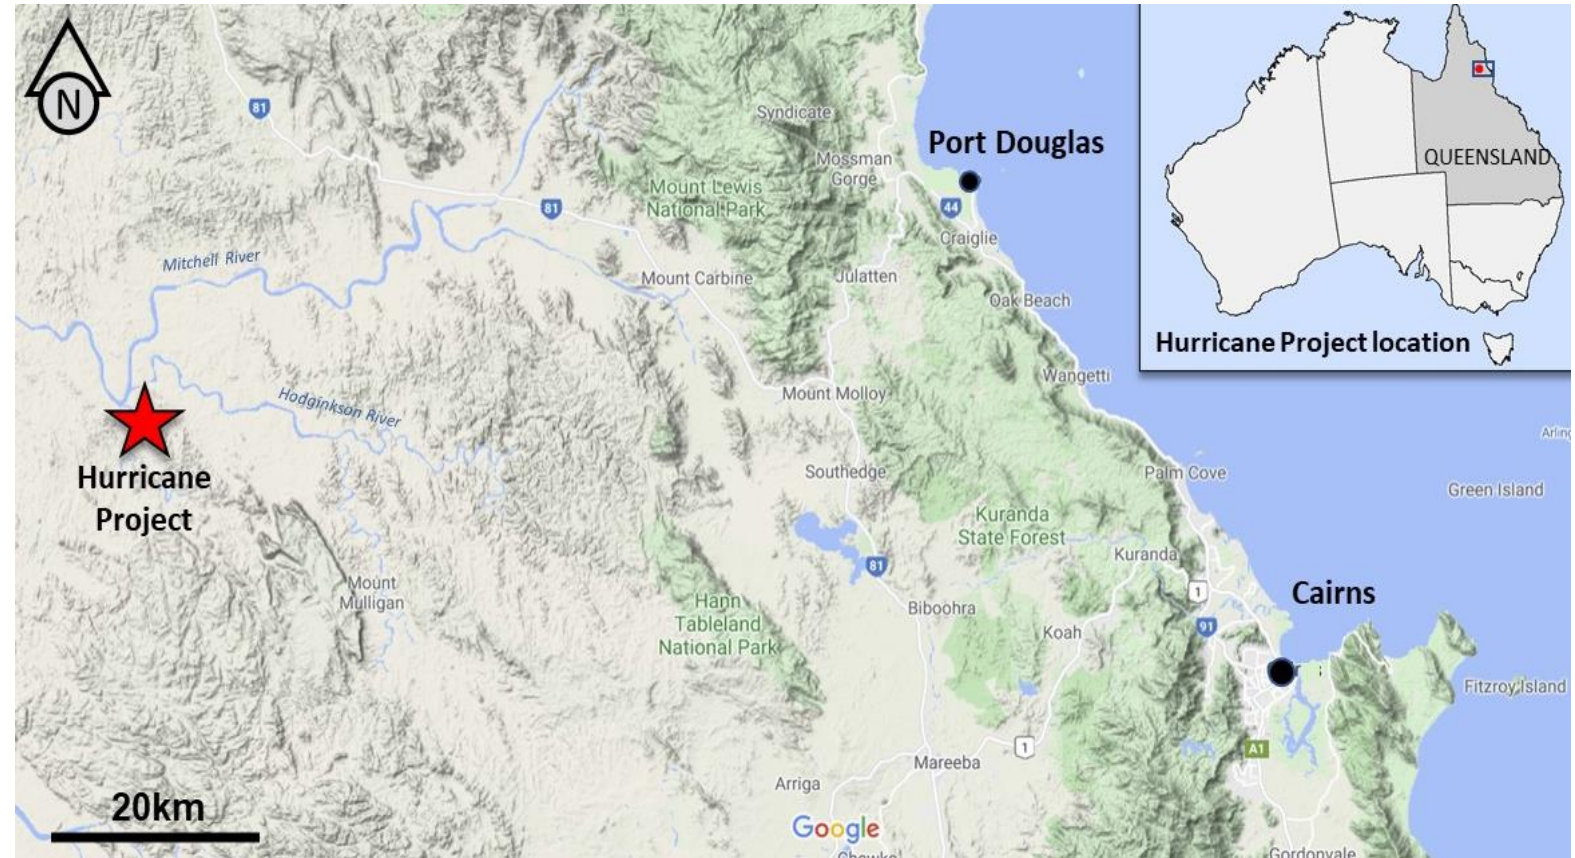 N
81
Syndicate
Port Douglas
Mossman
Gorge
Mount Lewis
National Park
81
44
Craiglie
Mitchell River
Mount Carbine
Julatten
Oak Beach
QUEENSLAND
Hurricane Project location
Wangetti
Mount Molloy
Hodginkson River
Hurricane
Project
Southedge
Palm Cove
Arling
Green Island
Kuranda
State Forest
Kuranda
81
1
Mount
Mulligan
Hann
Tableland
National Park
Biboohra
Koah
91
Cairns
Fitzroy Island
A1
1
Mareeba
Arriga
20km
Google
Gordonvale